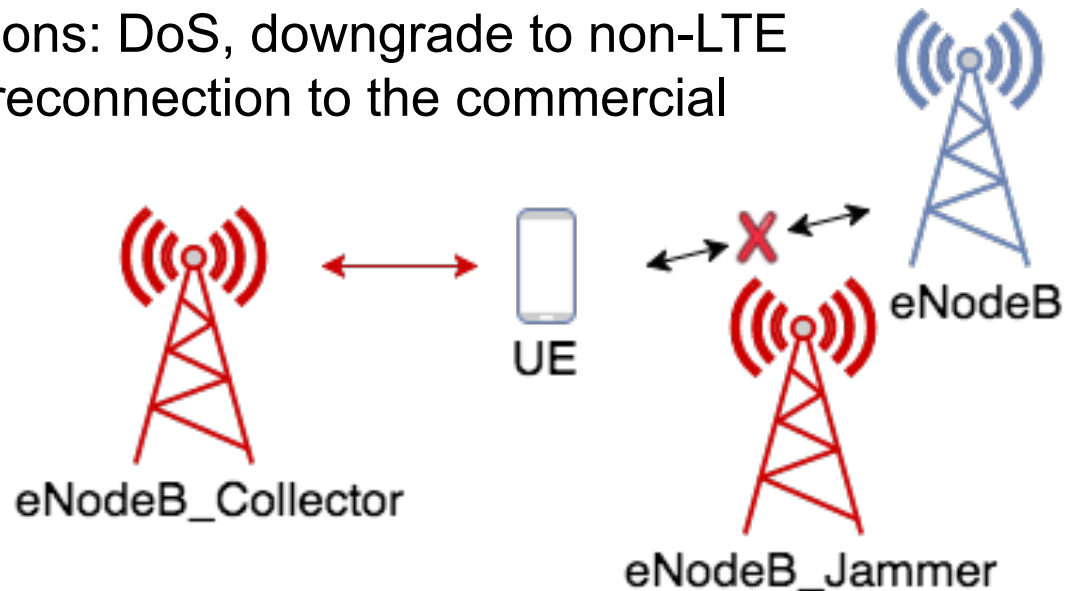 ons: DoS, downgrade to non-LTE
reconnection to the commercial
eNodeB
UE
eNodeB_Collector
eNodeB_Jammer